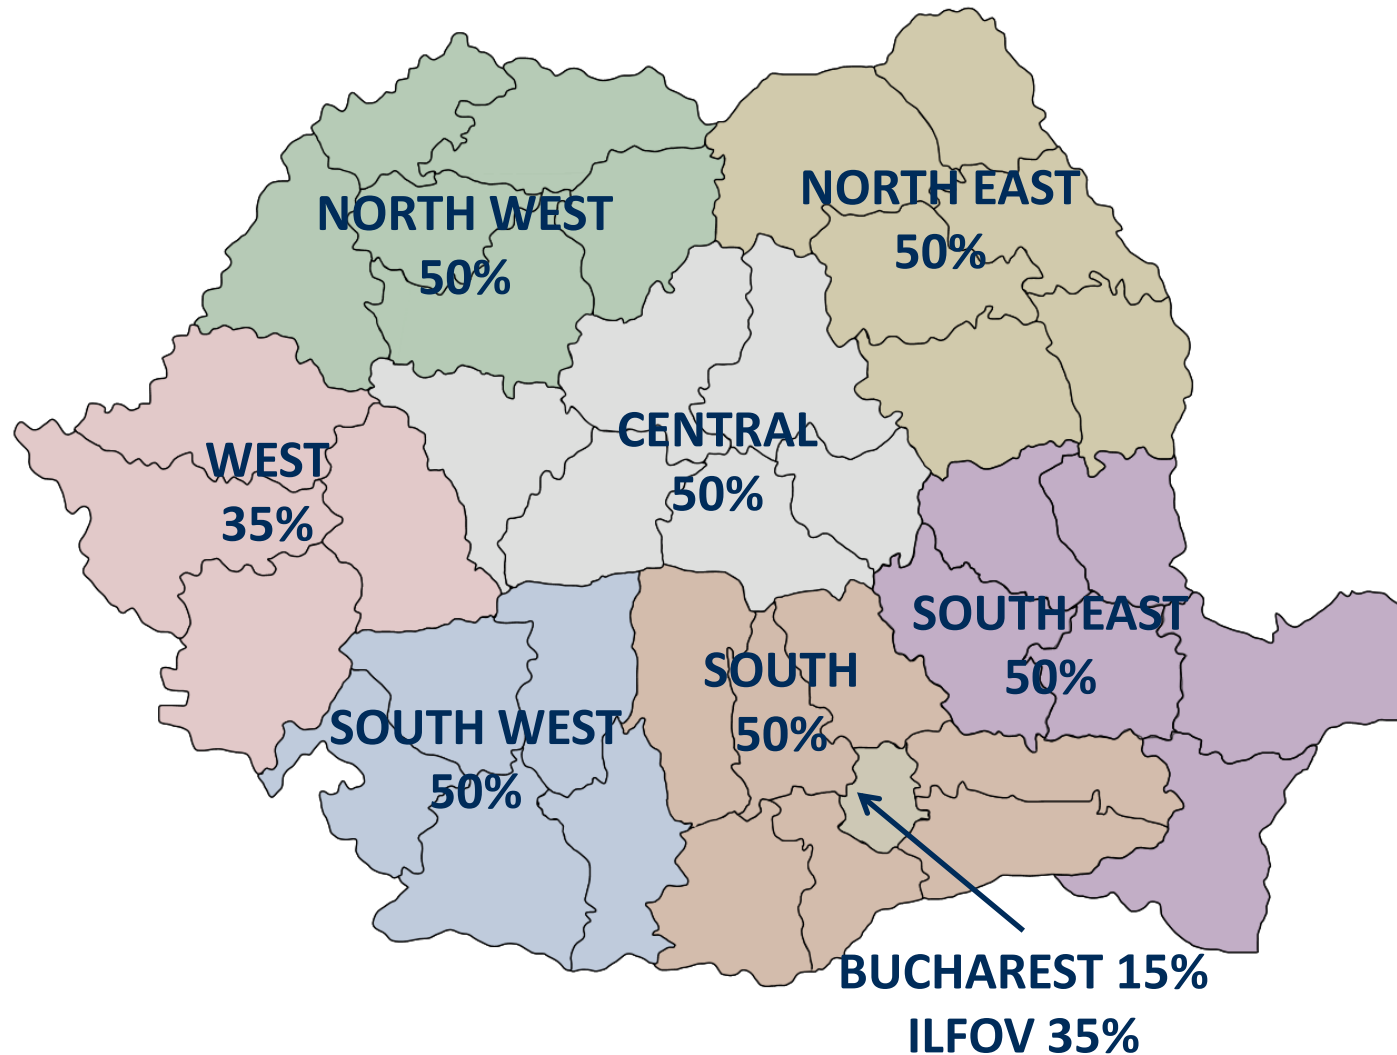 NORTH EAST
50%
NORTH WEST
50%
CENTRAL
50%
WEST
35%
SOUTH EAST
50%
SOUTH
50%
SOUTH WEST
50%
BUCHAREST 15%
ILFOV 35%